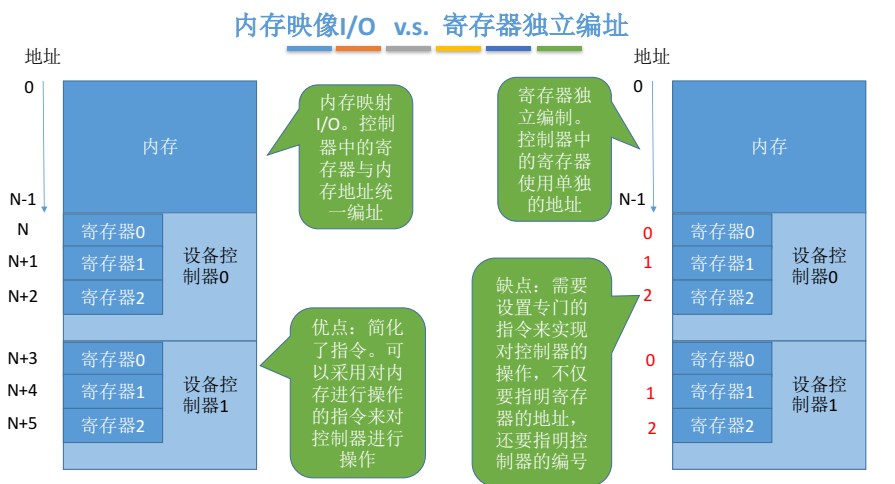 内存映像I/O v.s. 寄存器独立编址
地址
0
内存
N-1
N
寄存器0
N+1
寄存器1
N+2
寄存器2
设备控
制器0
N+3
寄存器0
N+4
寄存器1
N+5
寄存器2
设备控
制器1
内存映射
I/O。控制
器中的寄
存器与内
存地址统
一编址
优点：简化
了指令。可
以采用对内
存进行操作
的指令来对
控制器进行
操作
寄存器独
立编制。
控制器中
的寄存器
使用单独
的地址
缺点：需要
设置专门的
指令来实现
对控制器的
操作，不仅
要指明寄存
器的地址，
还要指明控
制器的编号
地址
0
内存
N-1
0
寄存器0
1
寄存器1
2
寄存器2
设备控
制器0
0
寄存器0
1
寄存器1
2
寄存器2
设备控
制器1